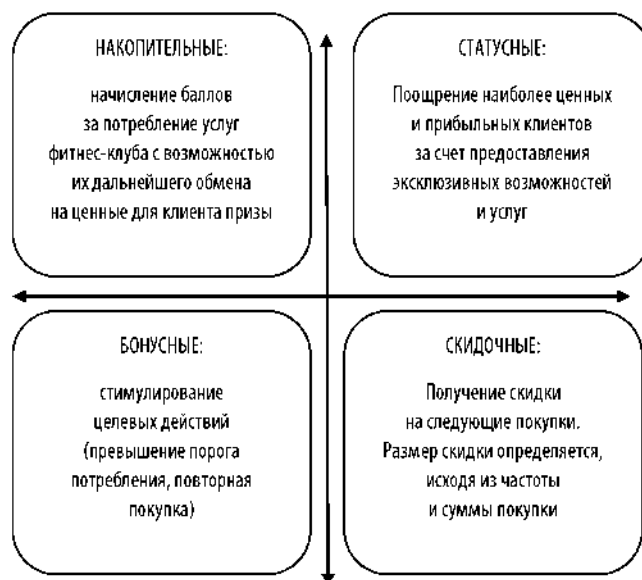 НАКОПИТЕЛЬНЫЕ:
начисление баллов
за потребление услуг
фитнес-клуба с возможностью
их дальнейшего обмена
на ценные для клиента призы
СТАТУСНЫЕ:
Поощрение наиболее ценных
и прибыльных клиентов
за счет предоставления
эксклюзивных возможностей
и услуг
БОНУСНЫЕ:
стимулирование
целевых действий
(превышение порога
потребления, повторная
покупка)
СКИДОЧНЫЕ:
Получение скидки
на следующие покупки.
Размер скидки определяется,
исходя из частоты
и суммы покупки